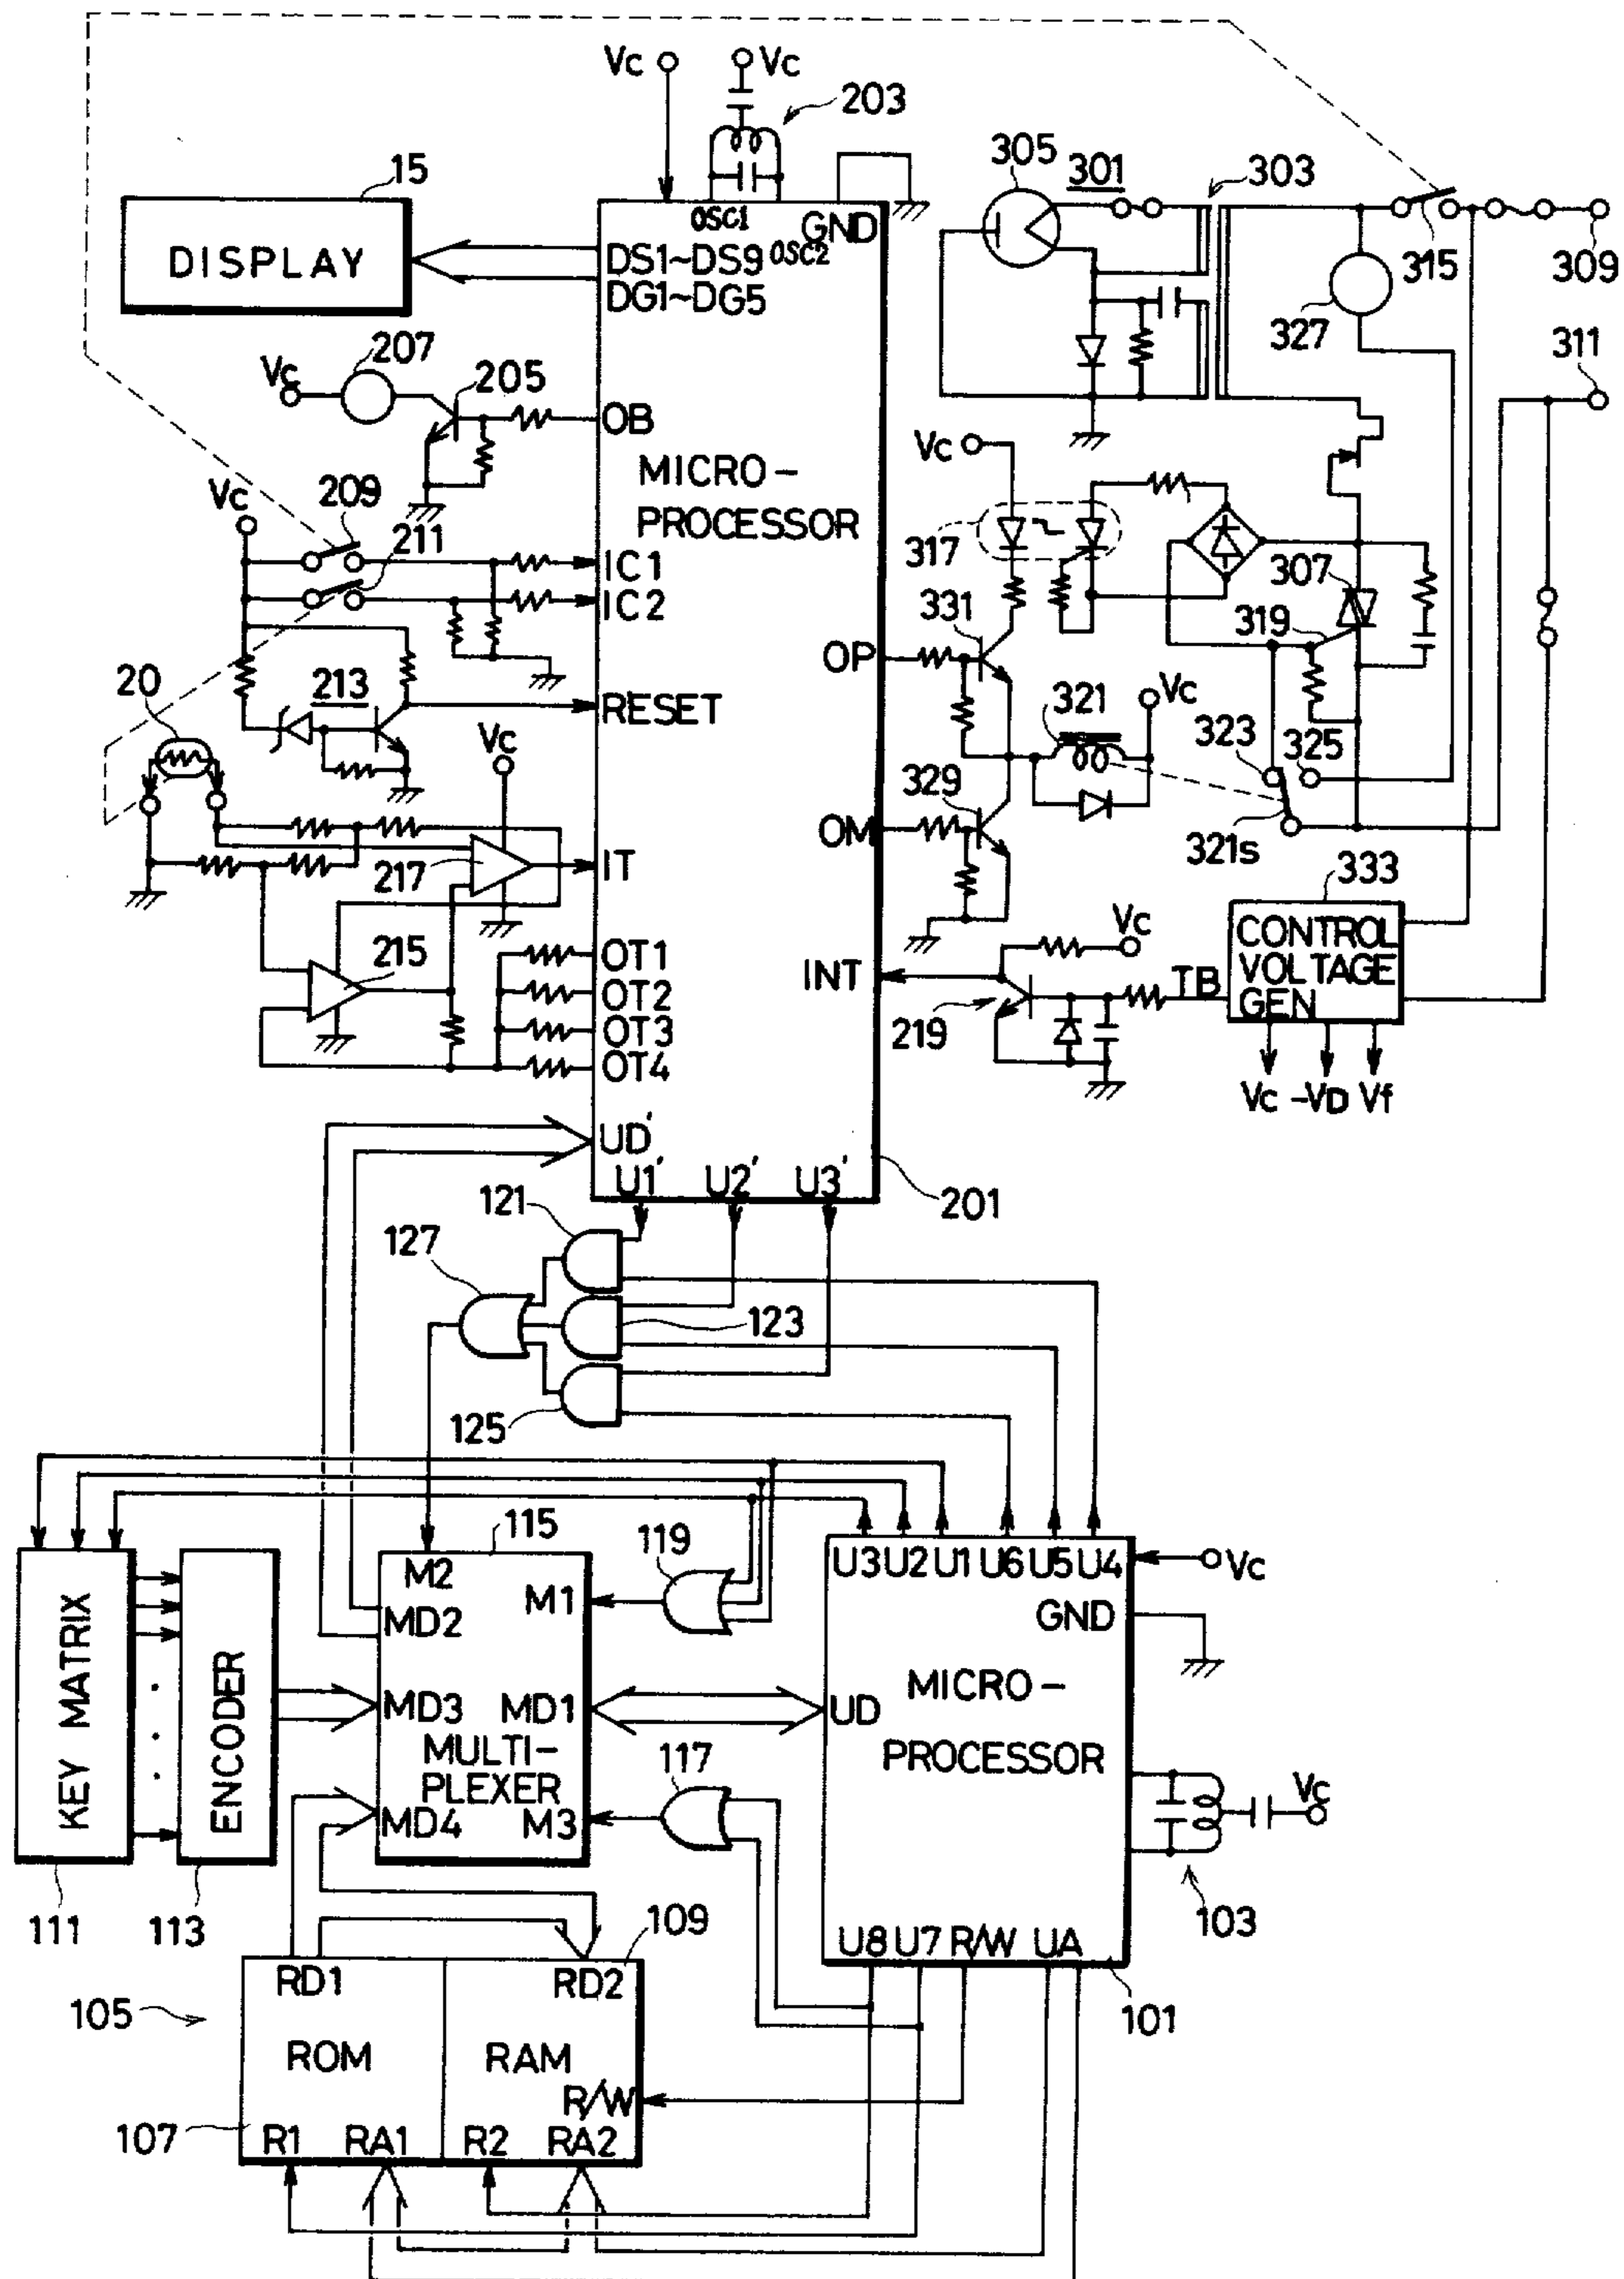 Vc
Vc
203
15
DISPLAY
OSC1
GND
DS1~DS9 OSC2
DG1~DG5
305
301
303
315
309
327
311
207
Vc
205
OB
MICRO-
PROCESSOR
Vc
209
211
IC1
IC2
Vc
317
307
319
331
OP
20
213
RESET
Vc
321
Vc
323
325
329
OM
321s
217
IT
333
CONTROL
VOLTAGE
GEN
215
OT1
OT2
OT3
OT4
INT
Vc
219
TB
Vc -VD Vf
UD'
U1' U2' U3'
201
121
127
123
125
115
119
M2
M1
MD2
MD3
MD1
MULTI-
PLEXER
MD4
M3
117
KEY MATRIX
ENCODER
111
113
U3 U2 U1 U6 U5 U4
Vc
GND
MICRO-
PROCESSOR
UD
Vc
103
U8 U7 R/W UA
101
109
105
RD1
RD2
ROM
RAM
R/W
107
R1 RA1 R2 RA2